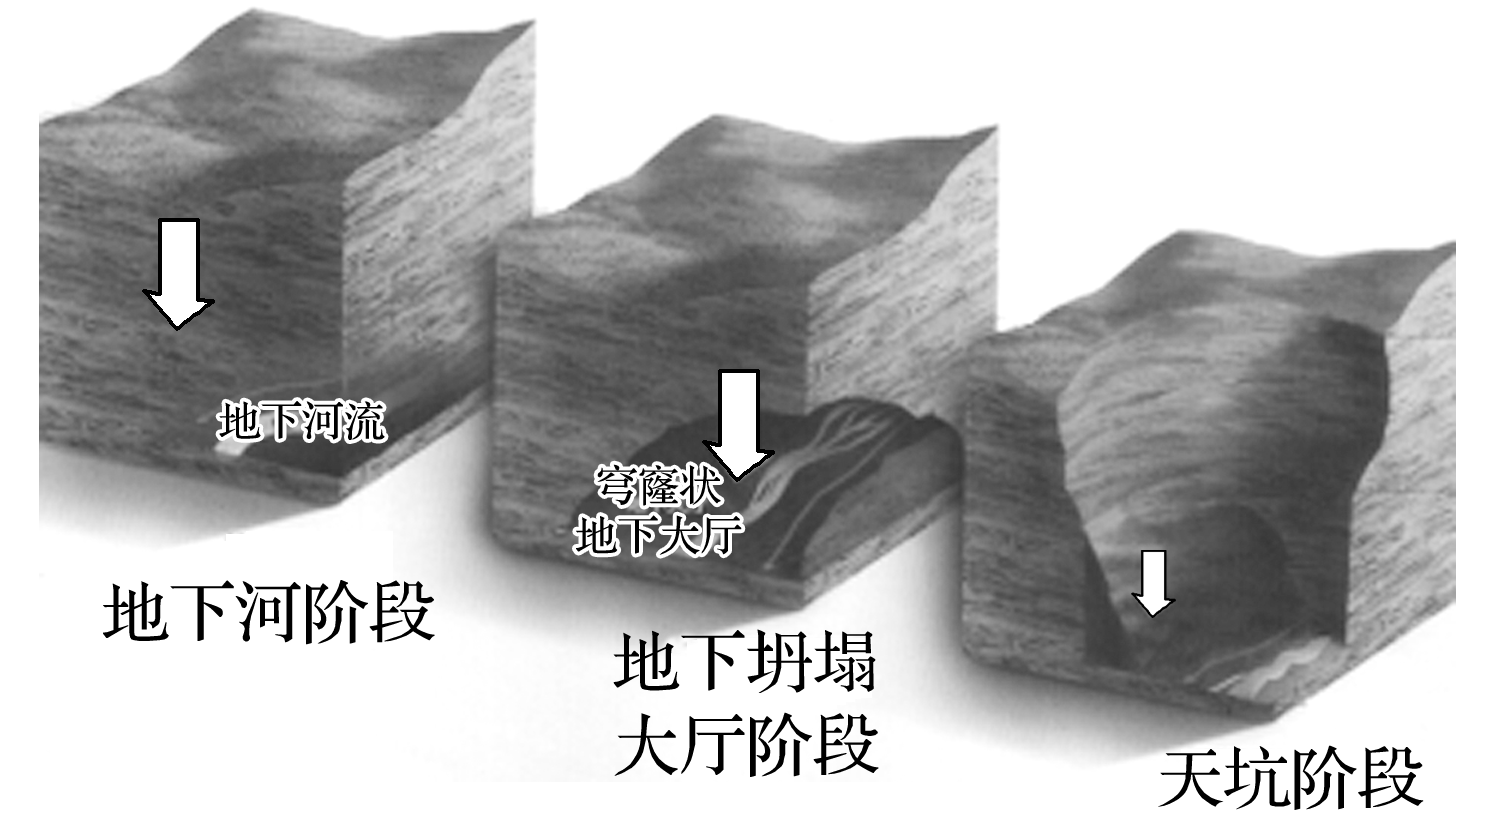 地下河流
地下河阶段
穹窿状
地下大厅
地下坍塌
大厅阶段
天坑阶段